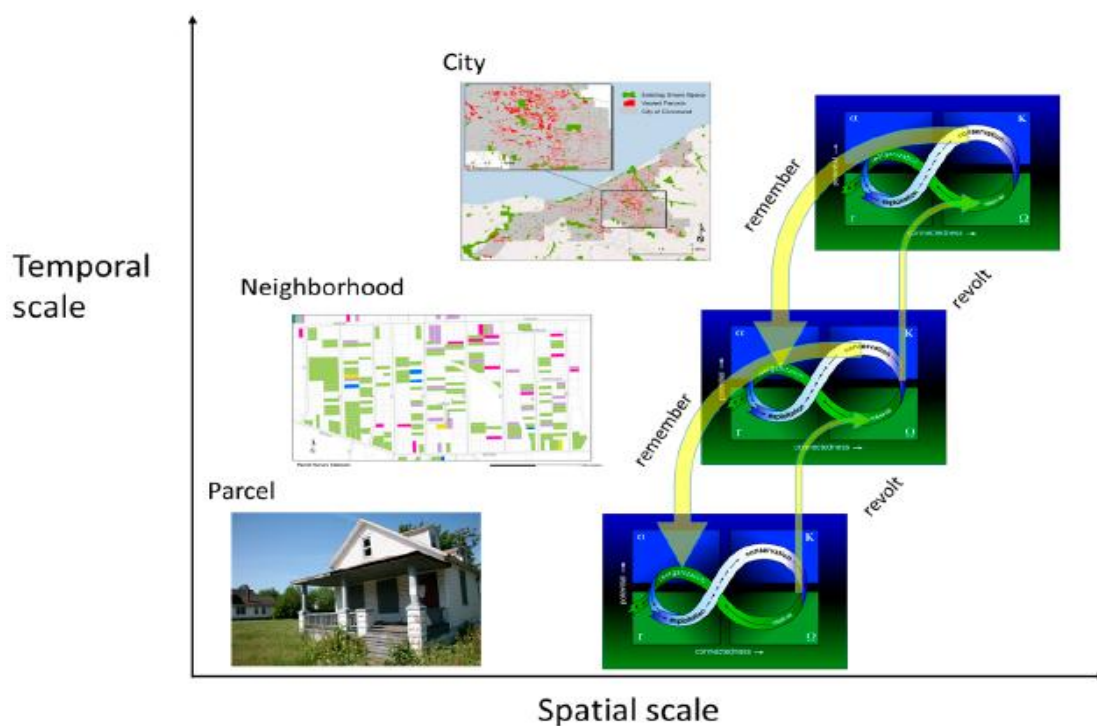 City
Existing Green Space
Vacant Parcels
City of Cleveland
remember
α
K
conservation
potential →
exploitation
r
Ω
connectedness →
revolt
Temporal
scale
Neighborhood
remember
α
K
conservation
potential →
exploitation
r
Ω
connectedness →
revolt
Parcel
α
K
conservation
potential →
exploitation
r
Ω
connectedness →
Spatial scale